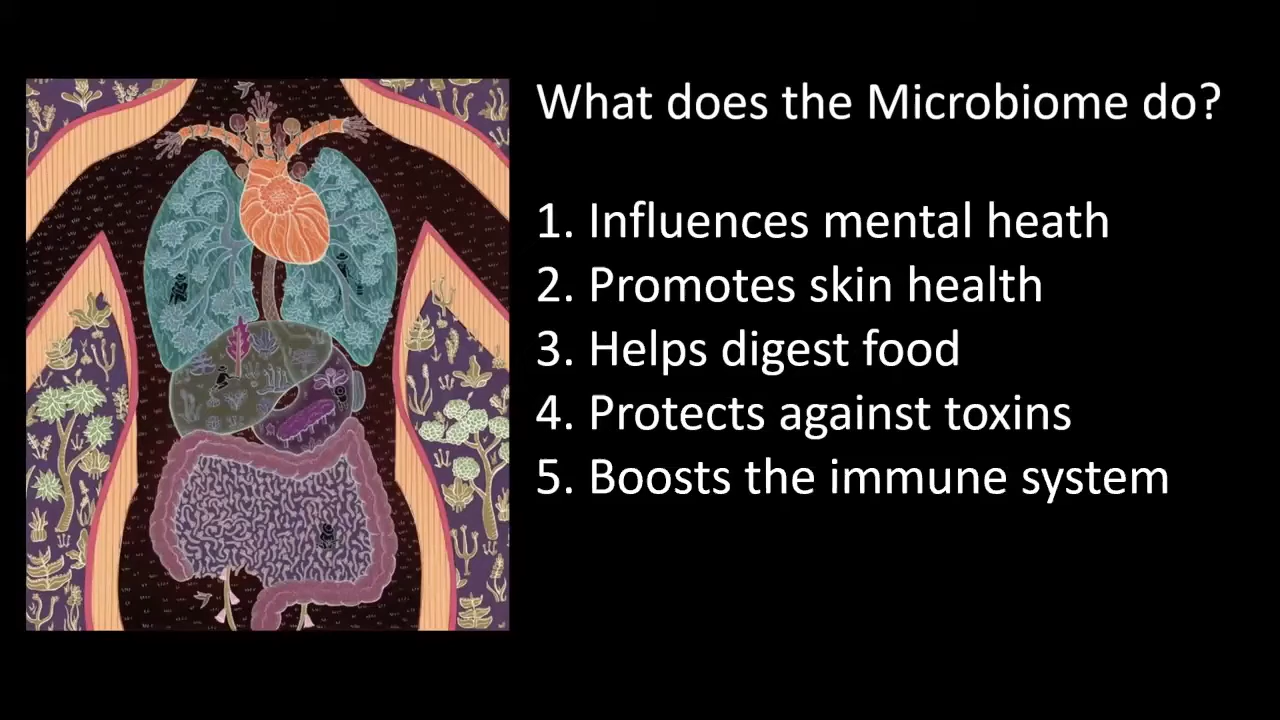 What does the Microbiome do?
1. Influences mental heath
2. Promotes skin health
3. Helps digest food
4. Protects against toxins
5. Boosts the immune system